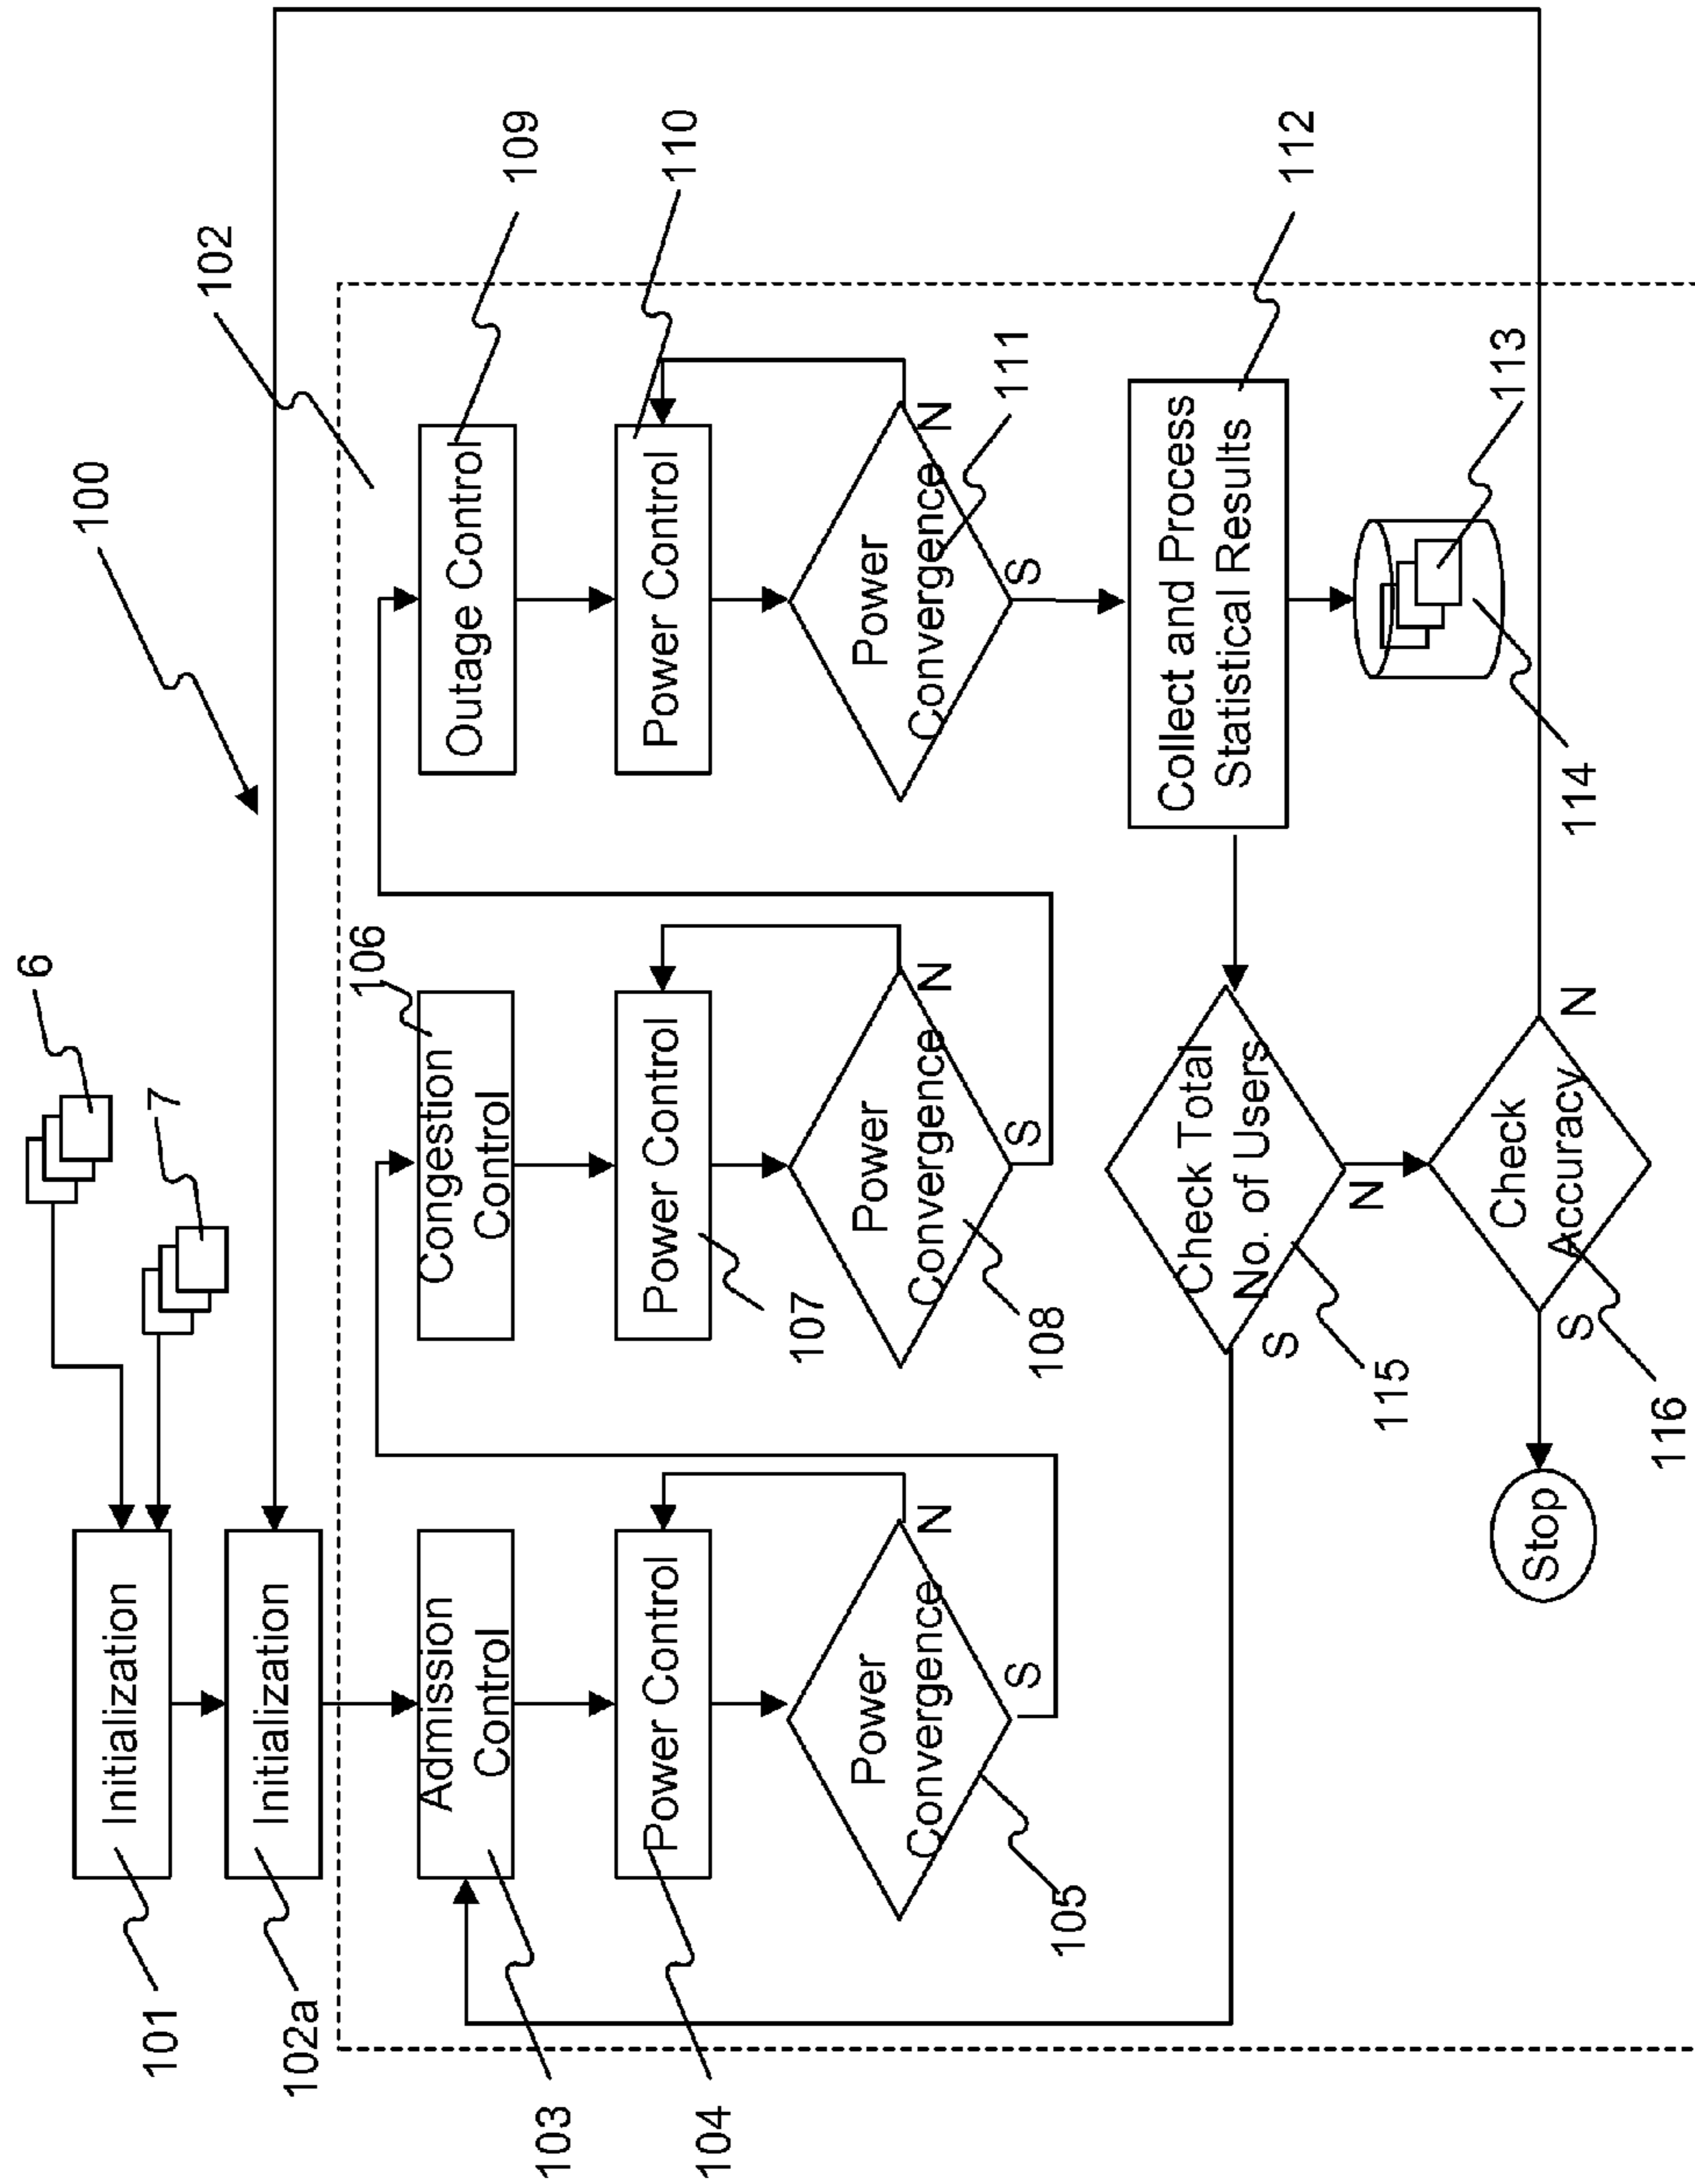 100
6
7
101
Initialization
102a
Initialization
102
103
Admission
Control
106
Congestion
Control
109
Outage Control
104
Power Control
107
Power Control
110
Power Control
105
Power
Convergence
N
S
108
Power
Convergence
N
S
111
Power
Convergence
N
S
112
Collect and Process
Statistical Results
113
114
115
Check Total
No. of Users
S
N
116
Check
Accuracy
S
N
Stop